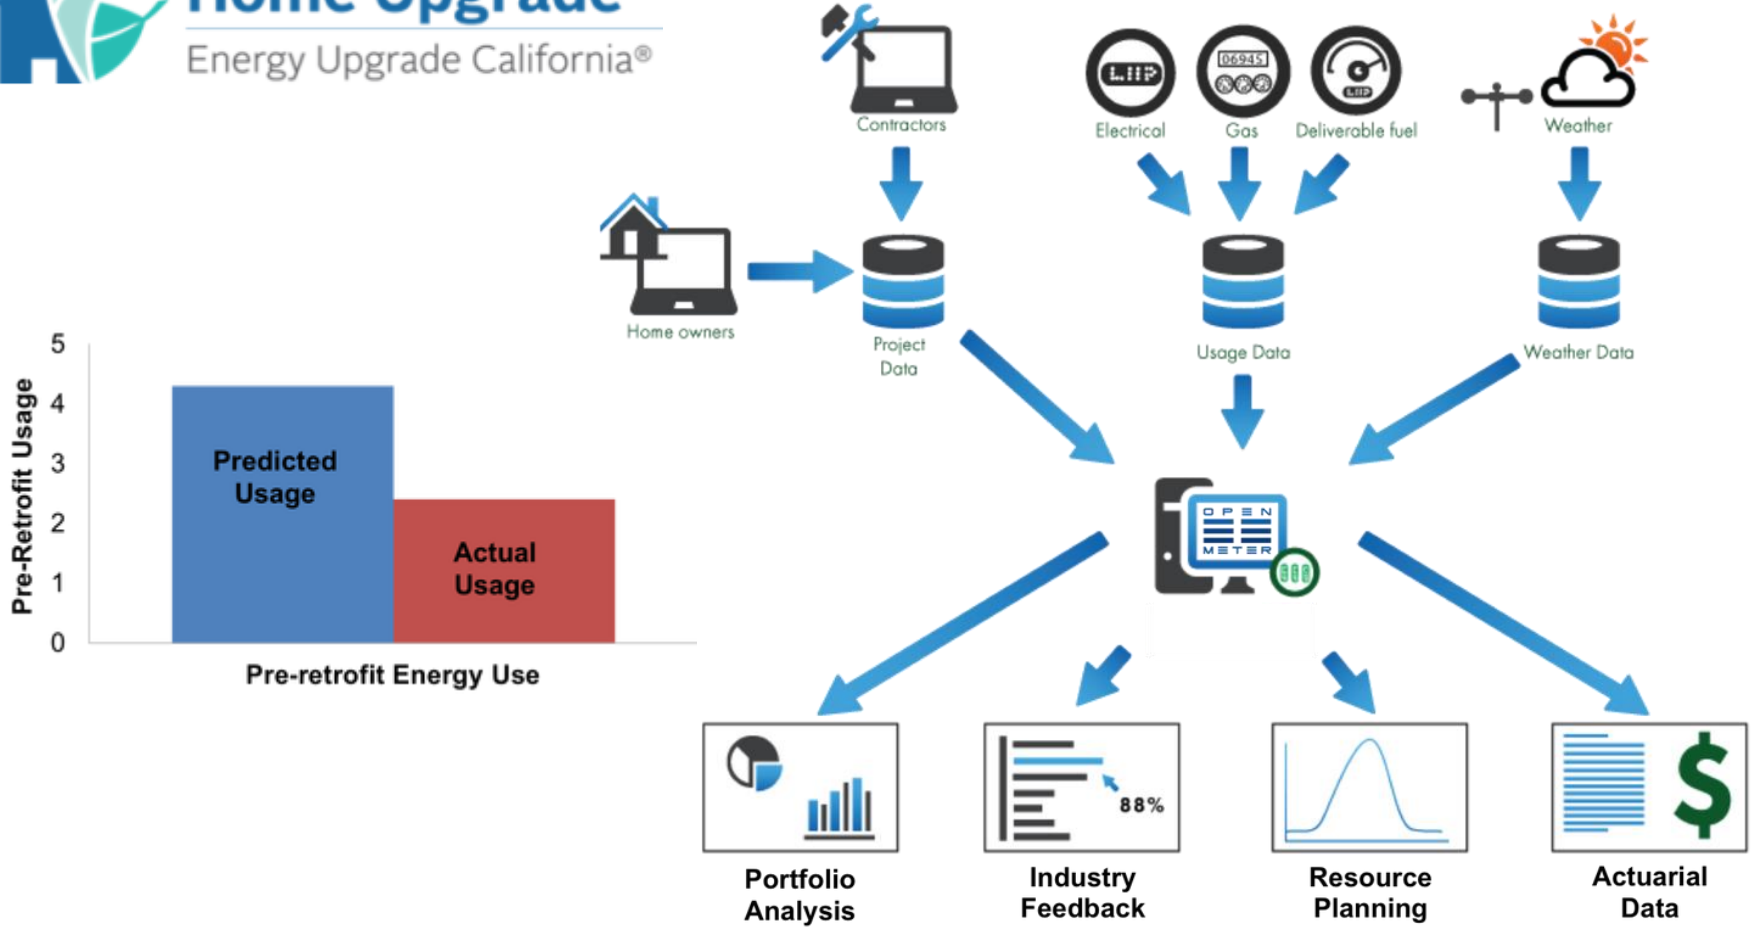 Home Upgrade
Energy Upgrade California®
Contractors
06945
Electrical
Gas
Deliverable fuel
Weather
Home owners
Project
Data
Usage Data
Weather Data
OPEN
METER
5
4
3
2
1
0
Pre-Retrofit Usage
Predicted
Usage
Actual
Usage
Pre-retrofit Energy Use
88%
$
Portfolio
Analysis
Industry
Feedback
Resource
Planning
Actuarial
Data